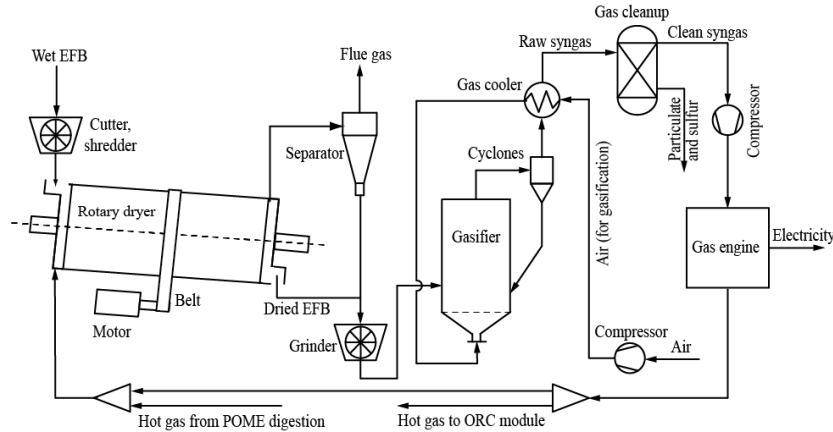 Gas cleanup
Clean syngas
Wet EFB
Flue gas
Raw syngas
Gas cooler
Cutter,
shredder
Separator
Cyclones
Particulate
and sulfur
Compressor
Rotary dryer
Gasifier
Air (for gasification)
Gas engine
Electricity
Belt
Dried EFB
Motor
Grinder
Compressor
Air
Hot gas from POME digestion
Hot gas to ORC module